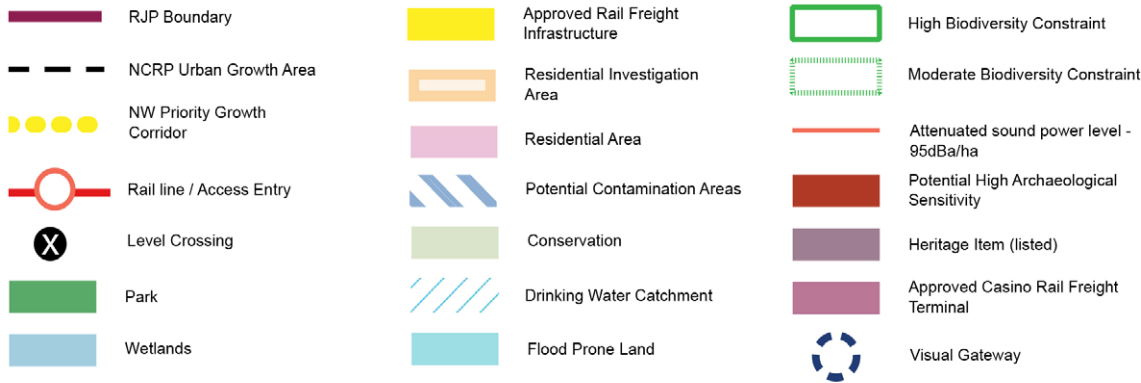 RJP Boundary
NCRP Urban Growth Area
NW Priority Growth
Corridor
Rail line / Access Entry
X
Level Crossing
Park
Wetlands
Approved Rail Freight
Infrastructure
Residential Investigation
Area
Residential Area
Potential Contamination Areas
Conservation
Drinking Water Catchment
Flood Prone Land
High Biodiversity Constraint
Moderate Biodiversity Constraint
Attenuated sound power level -
95dBa/ha
Potential High Archaeological
Sensitivity
Heritage Item (listed)
Approved Casino Rail Freight
Terminal
Visual Gateway